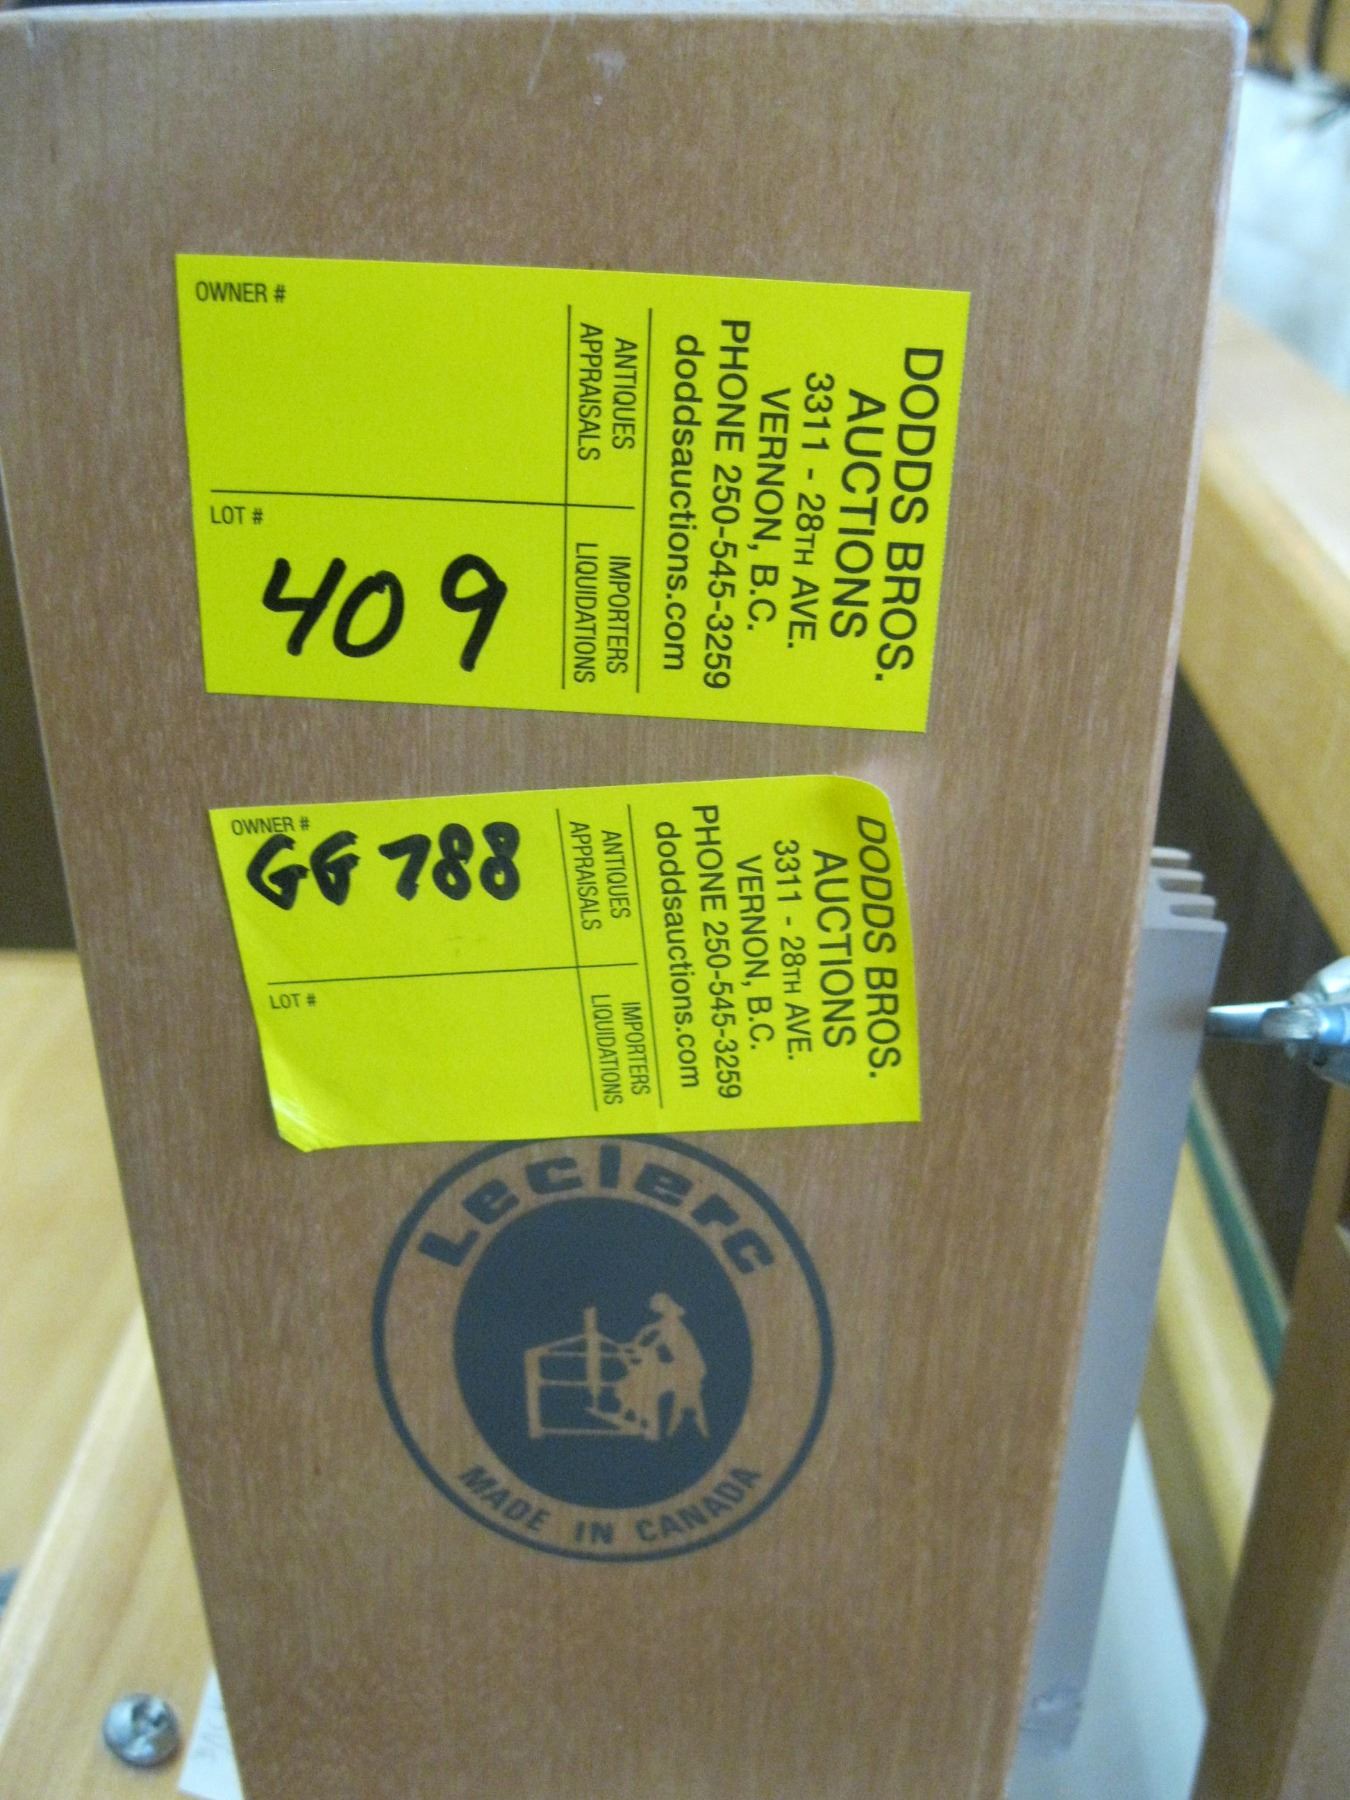 DODDS BROS.
AUCTIONS
3311 - 28TH AVE.
VERNON, B.C.
PHONE 250-545-3259
doddsauctions.com
ANTIQUES
APPRAISALS
IMPORTERS
LIQUIDATIONS
OWNER #
LOT #
409
DODDS BROS.
AUCTIONS
3311 - 28TH AVE.
VERNON, B.C.
PHONE 250-545-3259
doddsauctions.com
ANTIQUES
APPRAISALS
IMPORTERS
LIQUIDATIONS
OWNER #
GG 788
LOT #
Leclerc
MADE IN CANADA